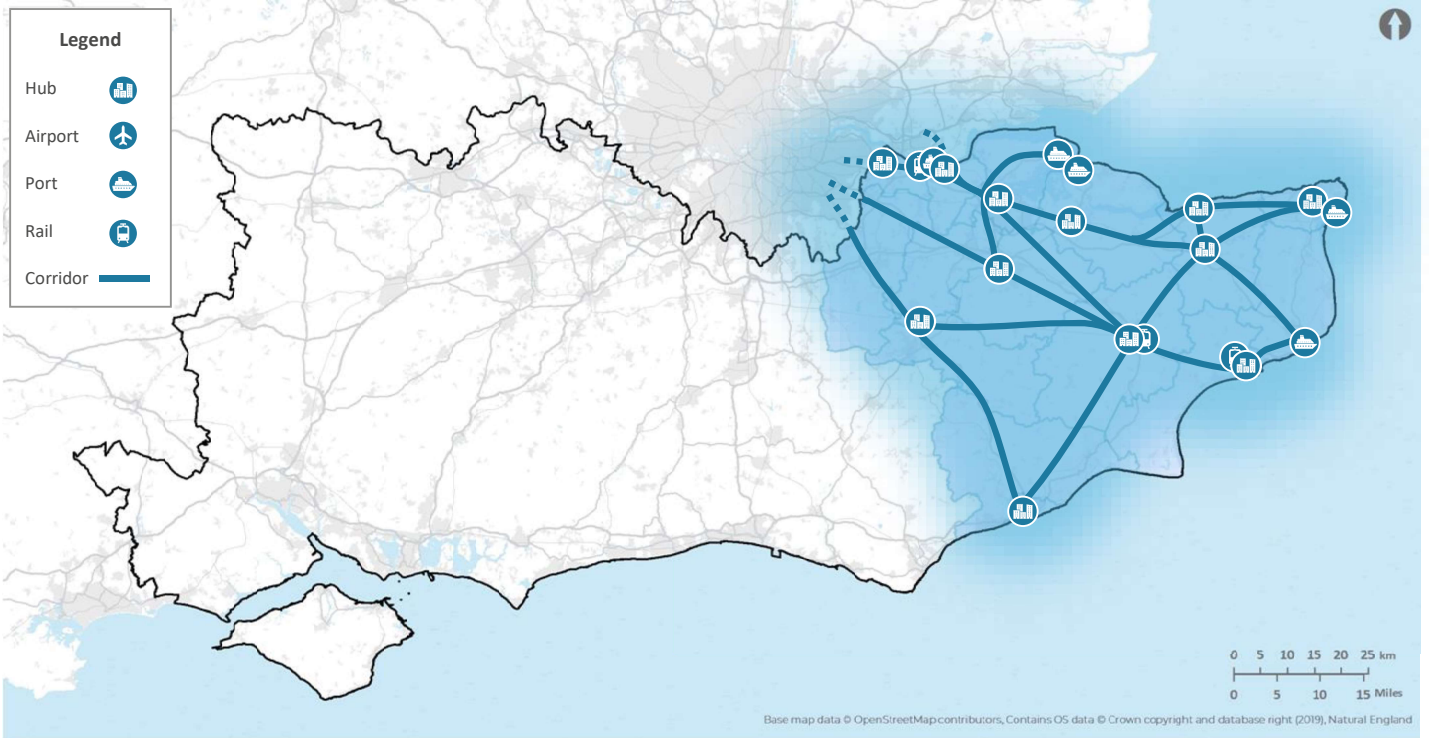 Legend
Hub
Airport
Port
Rail
Corridor
0 5 10 15 20 25 km
0 5 10 15 Miles
Base map data © OpenStreetMap contributors, Contains OS data © Crown copyright and database right (2019), Natural England